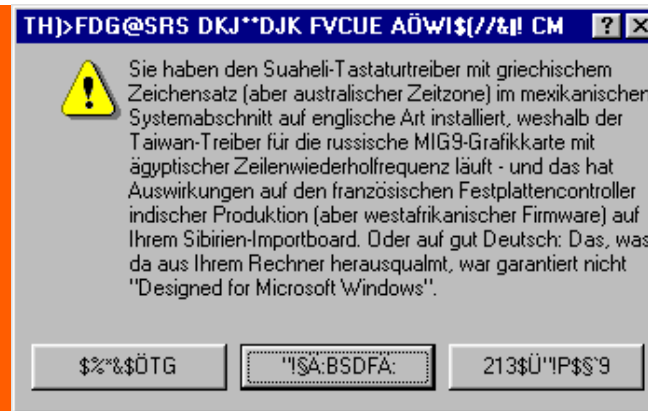 TH)>FDG@SRS DKJ**DJK FVCUE AÖWI$(//&|! CM
Sie haben den Suaheli-Tastaturtreiber mit griechischem
Zeichensatz (aber australischer Zeitzone) im mexikanischen
Systemabschnitt auf englische Art installiert, weshalb der
Taiwan-Treiber für die russische MIG9-Grafikkarte mit
ägyptischer Zeilenwiederholfrequenz läuft - und das hat
Auswirkungen auf den französischen Festplattencontroller
indischer Produktion (aber westafrikanischer Firmware) auf
Ihrem Sibirien-Importboard. Oder auf gut Deutsch: Das, was
da aus Ihrem Rechner herausqualmt, war garantiert nicht
"Designed for Microsoft Windows".
$%*&$ÖTG "!§Ä:BSDFÄ: 213$Ü"!P$§`9